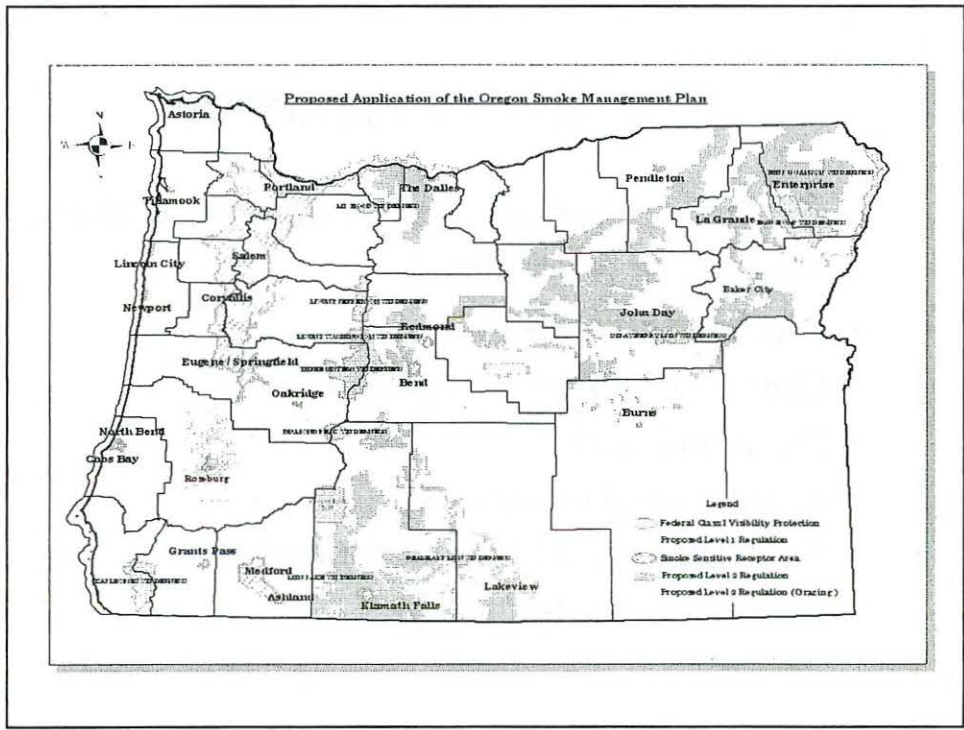 Proposed Application of the Oregon Smoke Management Plan
N
Astoria
Portland
The Dalles
Pendleton
Enterprise
Tillamook
La Grande
Salem
Lincoln City
Baker City
Corvallis
Newport
Redmond
John Day
Eugene / Springfield
Bend
Oakridge
Burns
North Bend
Coos Bay
Roseburg
Legend
Federal Class I Visibility Protection
Proposed Level 1 Regulation
Smoke Sensitive Receptor Area
Proposed Level 2 Regulation
Proposed Level 2 Regulation (Grazing)
Grants Pass
Medford
Ashland
Klamath Falls
Lakeview